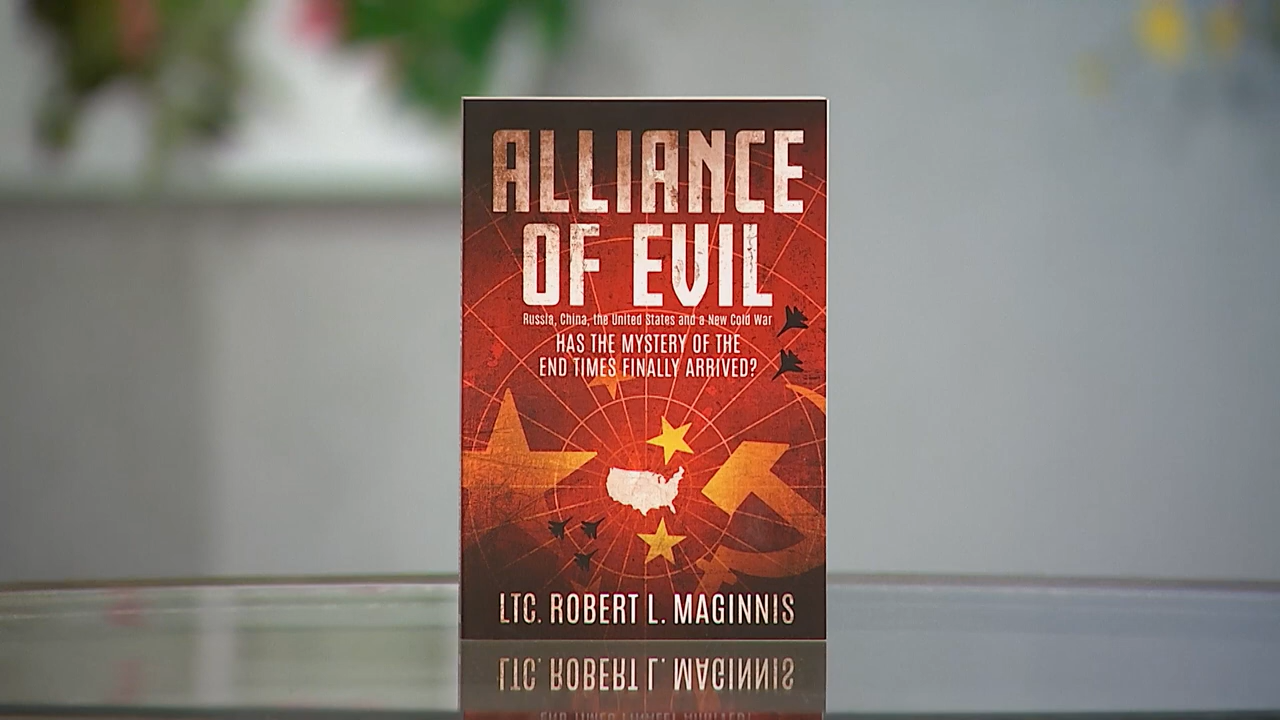 ALLIANCE
OF EVIL
Russia, China, the United States and a New Cold War
HAS THE MYSTERY OF THE
END TIMES FINALLY ARRIVED?
LTC. ROBERT L. MAGINNIS